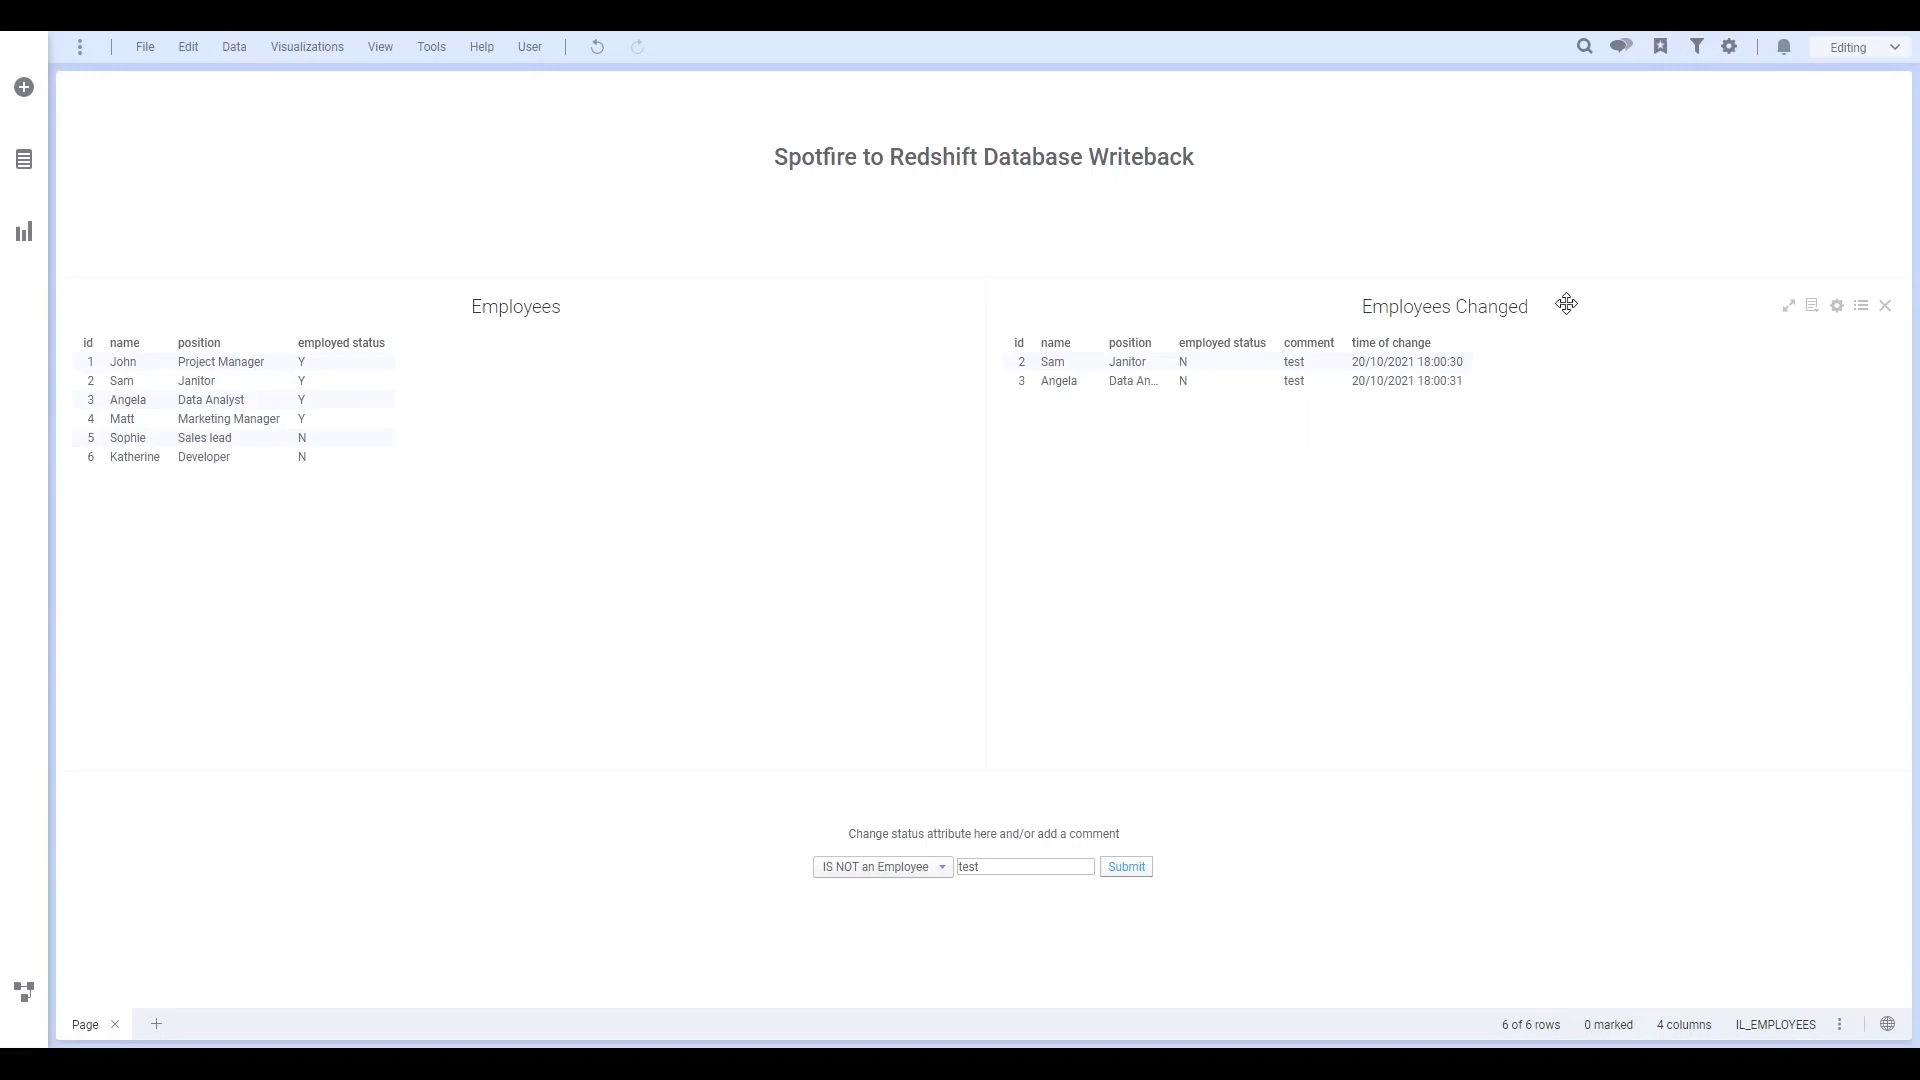 File Edit Data Visualizations View Tools Help User Editing
Spotfire to Redshift Database Writeback
Employees
id name position employed status
1 John Project Manager Y
2 Sam Janitor Y
3 Angela Data Analyst Y
4 Matt Marketing Manager Y
5 Sophie Sales lead N
6 Katherine Developer N
Employees Changed
id name position employed status comment time of change
2 Sam Janitor N test 20/10/2021 18:00:30
3 Angela Data An... N test 20/10/2021 18:00:31
Change status attribute here and/or add a comment
IS NOT an Employee test Submit
Page 6 of 6 rows 0 marked 4 columns IL_EMPLOYEES